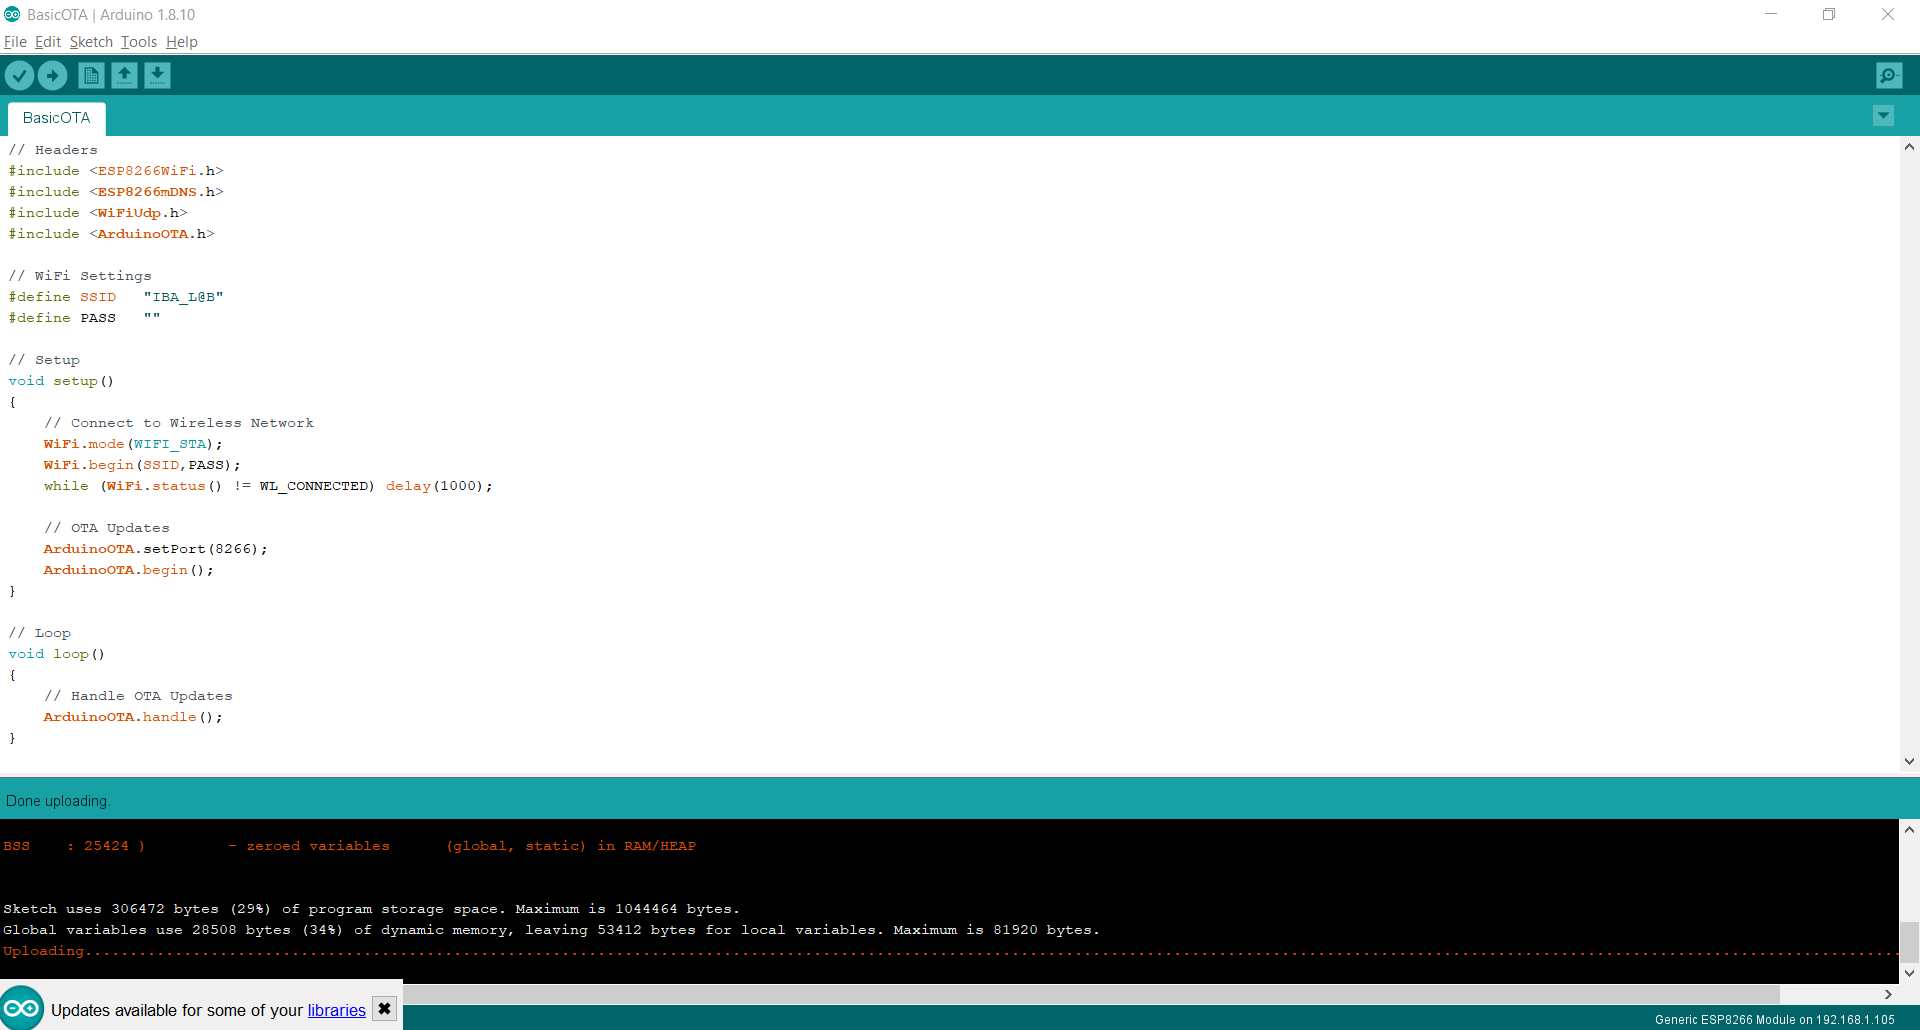 BasicOTA | Arduino 1.8.10
File Edit Sketch Tools Help
BasicOTA
// Headers
#include <ESP8266WiFi.h>
#include <ESP8266mDNS.h>
#include <WiFiUdp.h>
#include <ArduinoOTA.h>
// WiFi Settings
#define SSID "IBA_L@B"
#define PASS ""
// Setup
void setup()
{
// Connect to Wireless Network
WiFi.mode(WIFI_STA);
WiFi.begin(SSID,PASS);
while (WiFi.status() != WL_CONNECTED) delay(1000);
// OTA Updates
ArduinoOTA.setPort(8266);
ArduinoOTA.begin();
}
// Loop
void loop()
{
// Handle OTA Updates
ArduinoOTA.handle();
}
Done uploading.
BSS : 25424 ) - zeroed variables (global, static) in RAM/HEAP
Sketch uses 306472 bytes (29%) of program storage space. Maximum is 1044464 bytes.
Global variables use 28508 bytes (34%) of dynamic memory, leaving 53412 bytes for local variables. Maximum is 81920 bytes.
Uploading................................................................................................................................................................................................................
Updates available for some of your libraries
Generic ESP8266 Module on 192.168.1.105